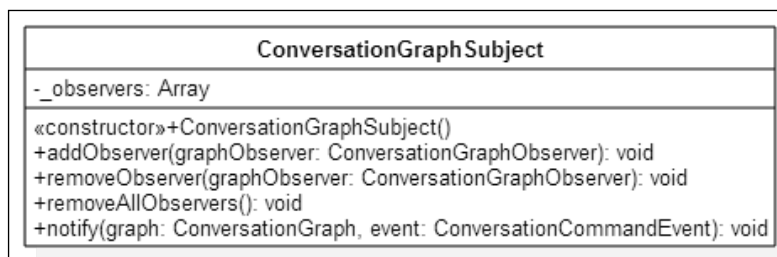 ConversationGraphSubject
-_observers: Array
«constructor»+ConversationGraphSubject()
+addObserver(graphObserver: ConversationGraphObserver): void
+removeObserver(graphObserver: ConversationGraphObserver): void
+removeAllObservers(): void
+notify(graph: ConversationGraph, event: ConversationCommandEvent): void